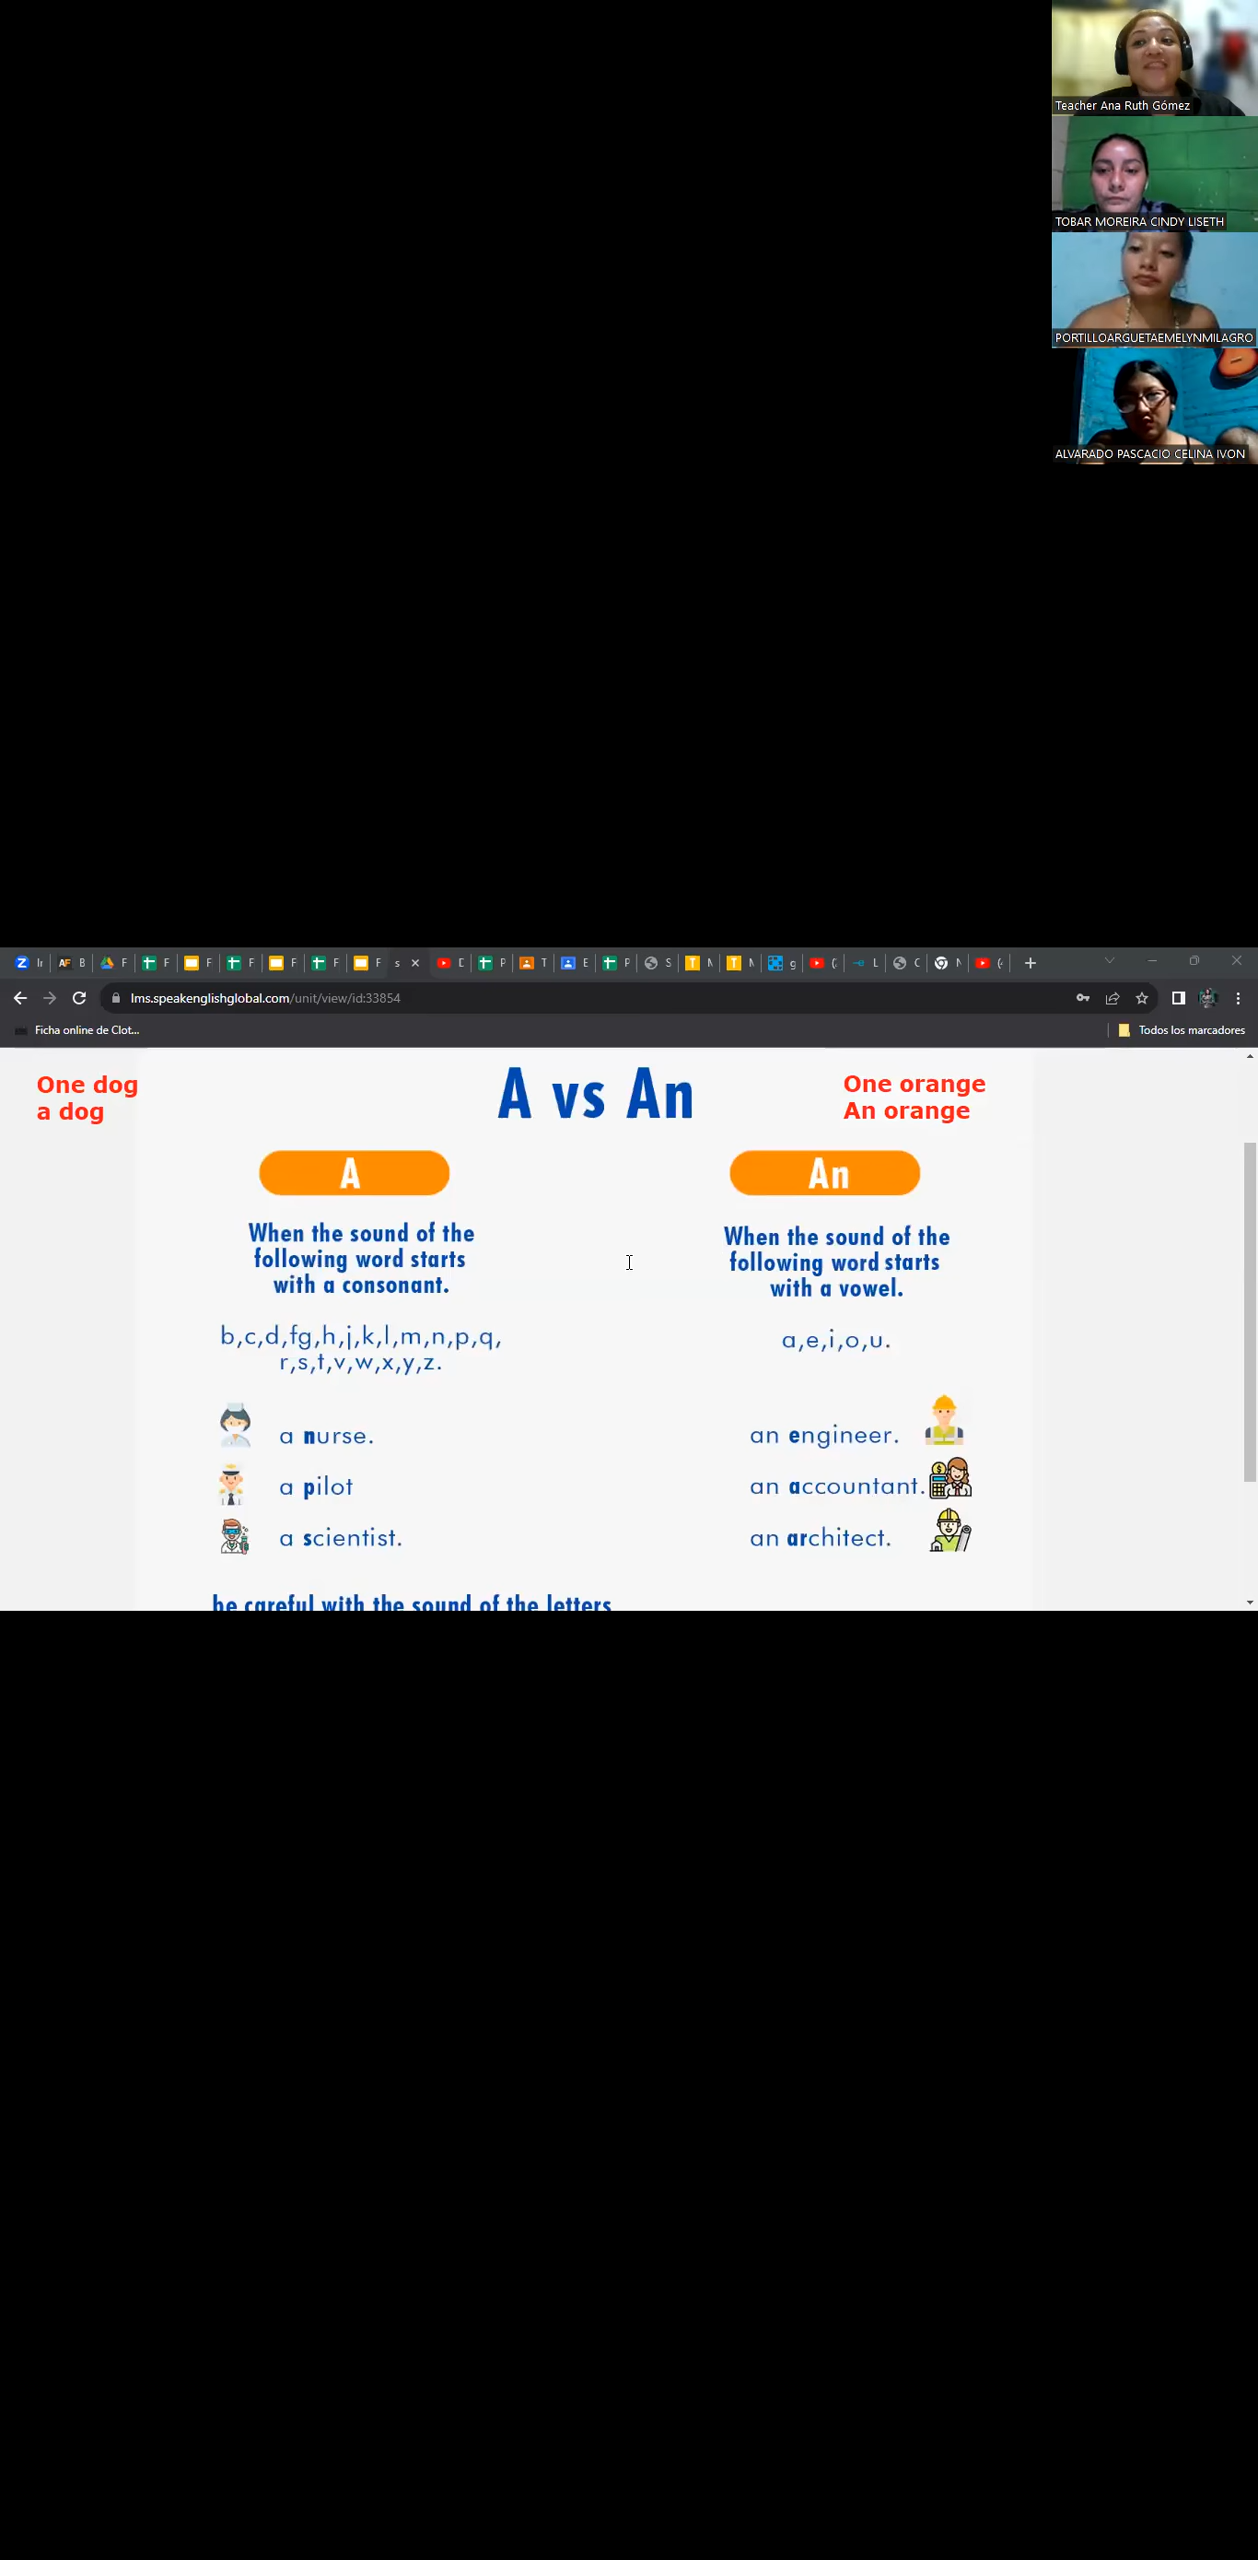 Teacher Ana Ruth Gómez
TOBAR MOREIRA CINDY LISETH
PORTILLOARGUETAEMELYNMILAGRO
ALVARADO PASCACIO CELINA IVON
lms.speakenglishglobal.com/unit/view/id:33854
Ficha online de Clot...
Todos los marcadores
One dog
a dog
A vs An
One orange
An orange
A
An
When the sound of the
following word starts
with a consonant.
When the sound of the
following word starts
with a vowel.
b,c,d,fg,h,j,k,l,m,n,p,q,
r,s,t,v,w,x,y,z.
a,e,i,o,u.
a nurse.
an engineer.
a pilot
an accountant.
a scientist.
an architect.
be careful with the sound of the letters